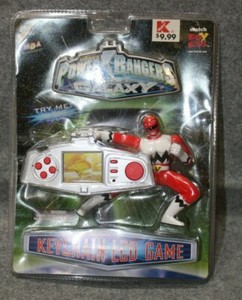 K
$9.99
POWER RANGERS
GALAXY
TRY ME
KEYCHAIN LCD GAME